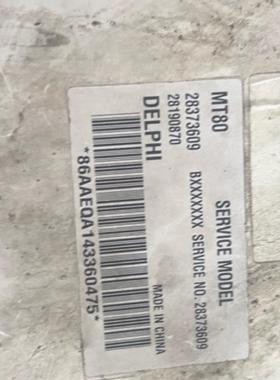 MT80 SERVICE MODEL
28373609 BXXXXXXX SERVICE NO. 28373609
28190870
DELPHI MADE IN CHINA
*86AAEQA143360475*